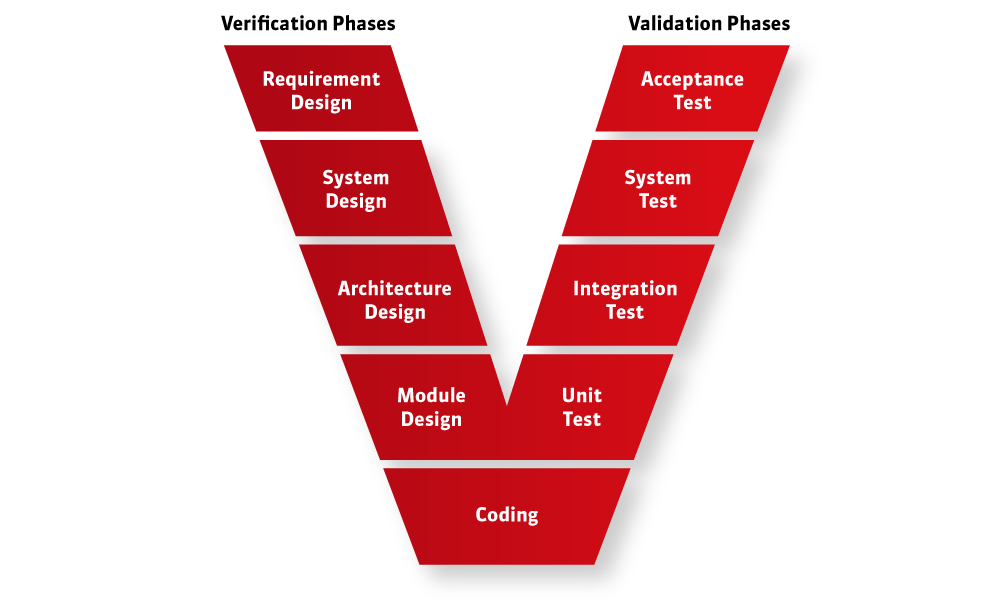 Verification Phases
Validation Phases
Requirement
Design
Acceptance
Test
System
Design
System
Test
Architecture
Design
Integration
Test
Module
Design
Unit
Test
Coding